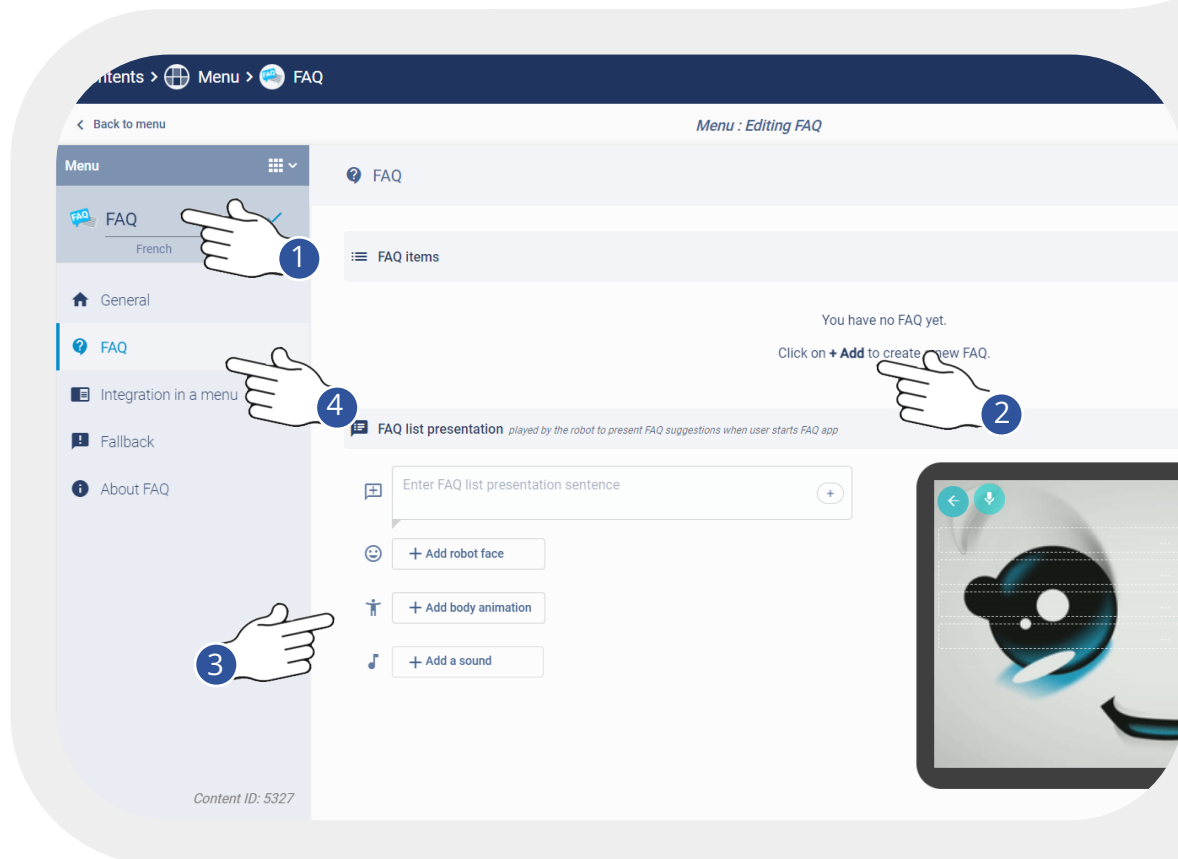 ntents > Menu > FAQ FAQ
< Back to menu
Menu : Editing FAQ
Menu
FAQ FAQ
French
1
General
FAQ
4
Integration in a menu
Fallback
About FAQ
3
Content ID: 5327
FAQ
FAQ items
You have no FAQ yet.
Click on + Add to create new FAQ.
2
FAQ list presentation played by the robot to present FAQ suggestions when user starts FAQ app
Enter FAQ list presentation sentence +
+ Add robot face
+ Add body animation
+ Add a sound